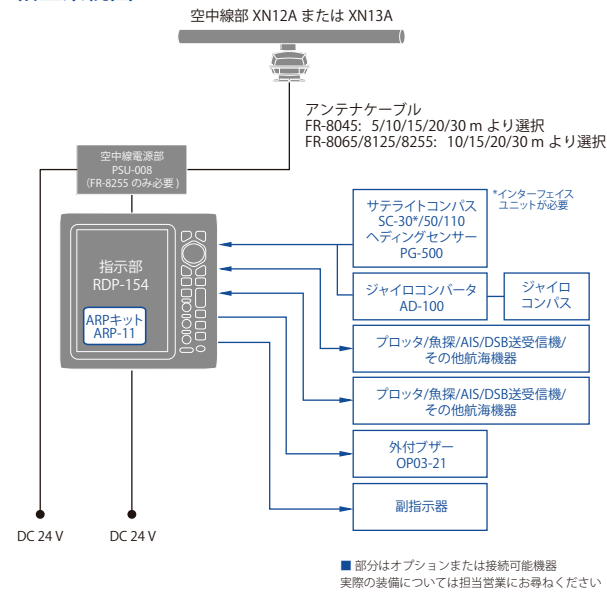 空中線部 XN12A または XN13A
アンテナケーブル
FR-8045: 5/10/15/20/30 m より選択
FR-8065/8125/8255: 10/15/20/30 m より選択
空中線電源部
PSU-008
(FR-8255 のみ必要)
サテライトコンパス
SC-30*/50/110
ヘディングセンサー
PG-500
*インターフェイス
ユニットが必要
指示部
RDP-154
ARPキット
ARP-11
ジャイロコンバータ
AD-100
ジャイロ
コンパス
プロッタ/魚探/AIS/DSB送受信機/
その他航海機器
プロッタ/魚探/AIS/DSB送受信機/
その他航海機器
外付ブザー
OP03-21
副指示器
DC 24 V
DC 24 V
■ 部分はオプションまたは接続可能機器
実際の装備については担当営業にお尋ねください